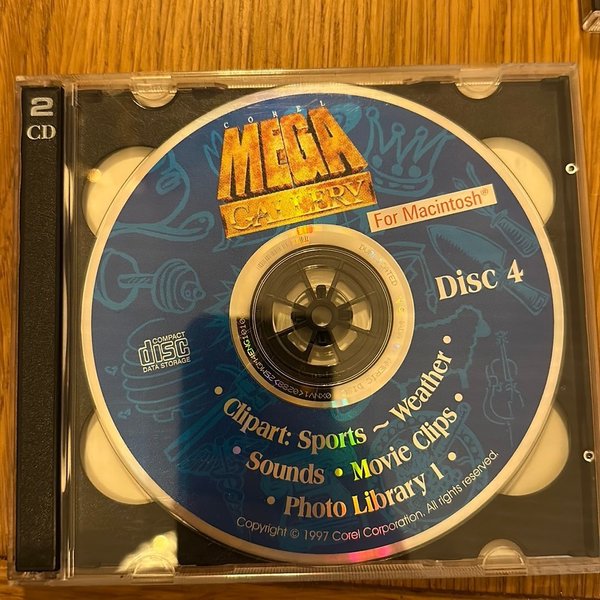 2
CD
COREL
MEGA
GALLERY
For Macintosh®
Disc 4
COMPACT
disc
DATA STORAGE
• Clipart: Sports ~ Weather •
• Sounds • Movie Clips •
• Photo Library 1 •
Copyright © 1997 Corel Corporation. All rights reserved.